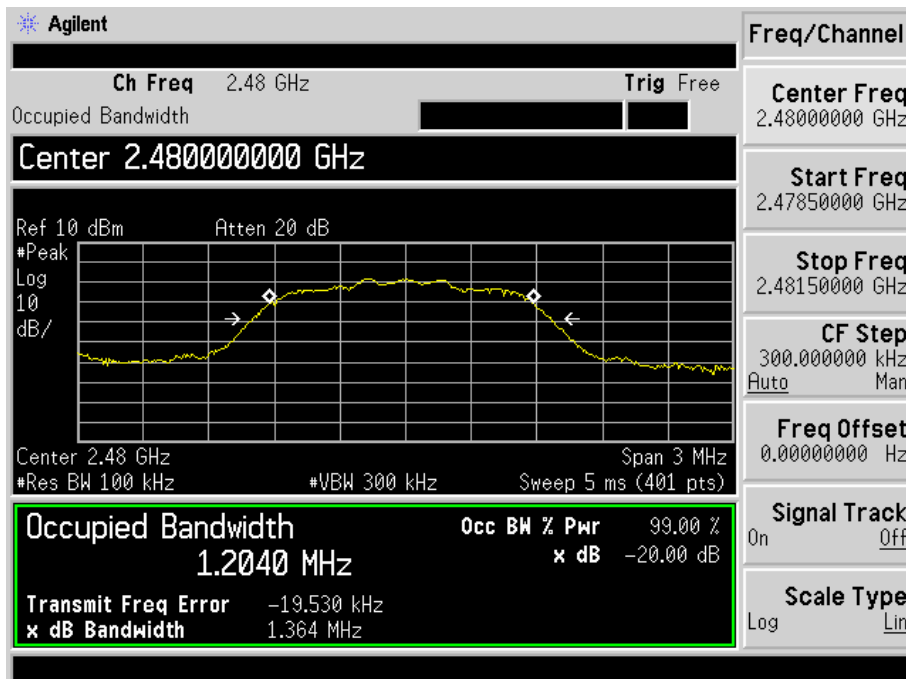 Agilent
Freq/Channel
Ch Freq 2.48 GHz Trig Free
Occupied Bandwidth
Center 2.480000000 GHz
Ref 10 dBm Atten 20 dB
#Peak
Log
10
dB/
Center 2.48 GHz Span 3 MHz
#Res BW 100 kHz #VBW 300 kHz Sweep 5 ms (401 pts)
Occupied Bandwidth
1.2040 MHz
Occ BW % Pwr 99.00 %
x dB -20.00 dB
Transmit Freq Error -19.530 kHz
x dB Bandwidth 1.364 MHz
Center Freq
2.48000000 GHz
Start Freq
2.47850000 GHz
Stop Freq
2.48150000 GHz
CF Step
300.000000 kHz
Auto Man
Freq Offset
0.00000000 Hz
Signal Track
On Off
Scale Type
Log Lin